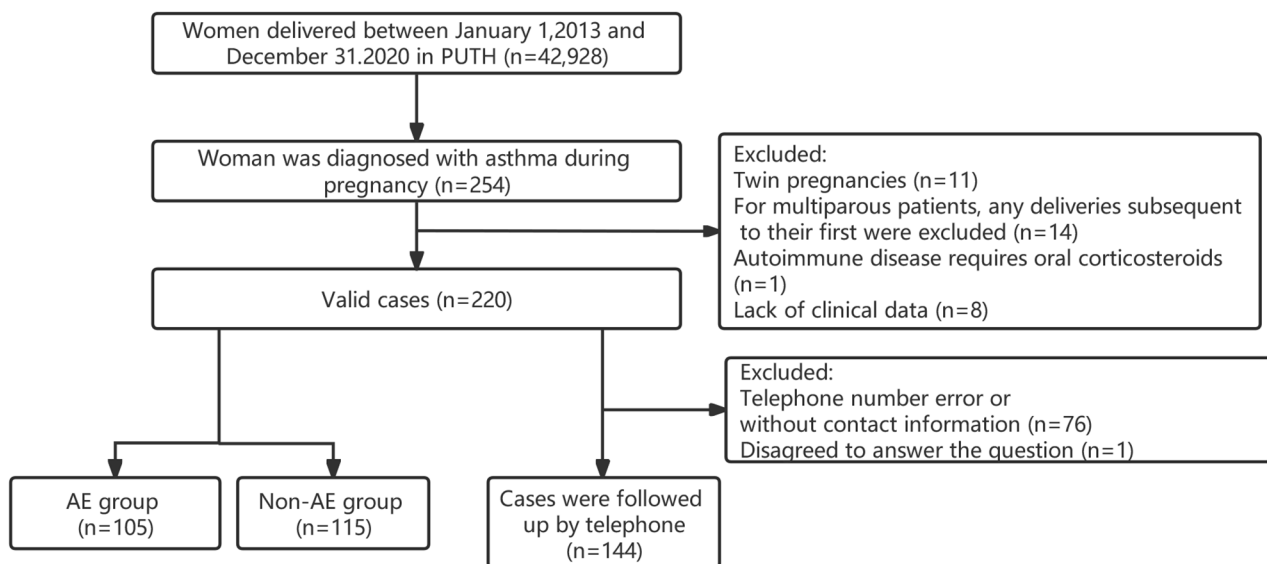 Women delivered between January 1,2013 and
December 31.2020 in PUTH (n=42,928)
Woman was diagnosed with asthma during
pregnancy (n=254)
Excluded:
Twin pregnancies (n=11)
For multiparous patients, any deliveries subsequent
to their first were excluded (n=14)
Autoimmune disease requires oral corticosteroids
(n=1)
Lack of clinical data (n=8)
Valid cases (n=220)
Excluded:
Telephone number error or
without contact information (n=76)
Disagreed to answer the question (n=1)
AE group
(n=105)
Non-AE group
(n=115)
Cases were followed
up by telephone
(n=144)